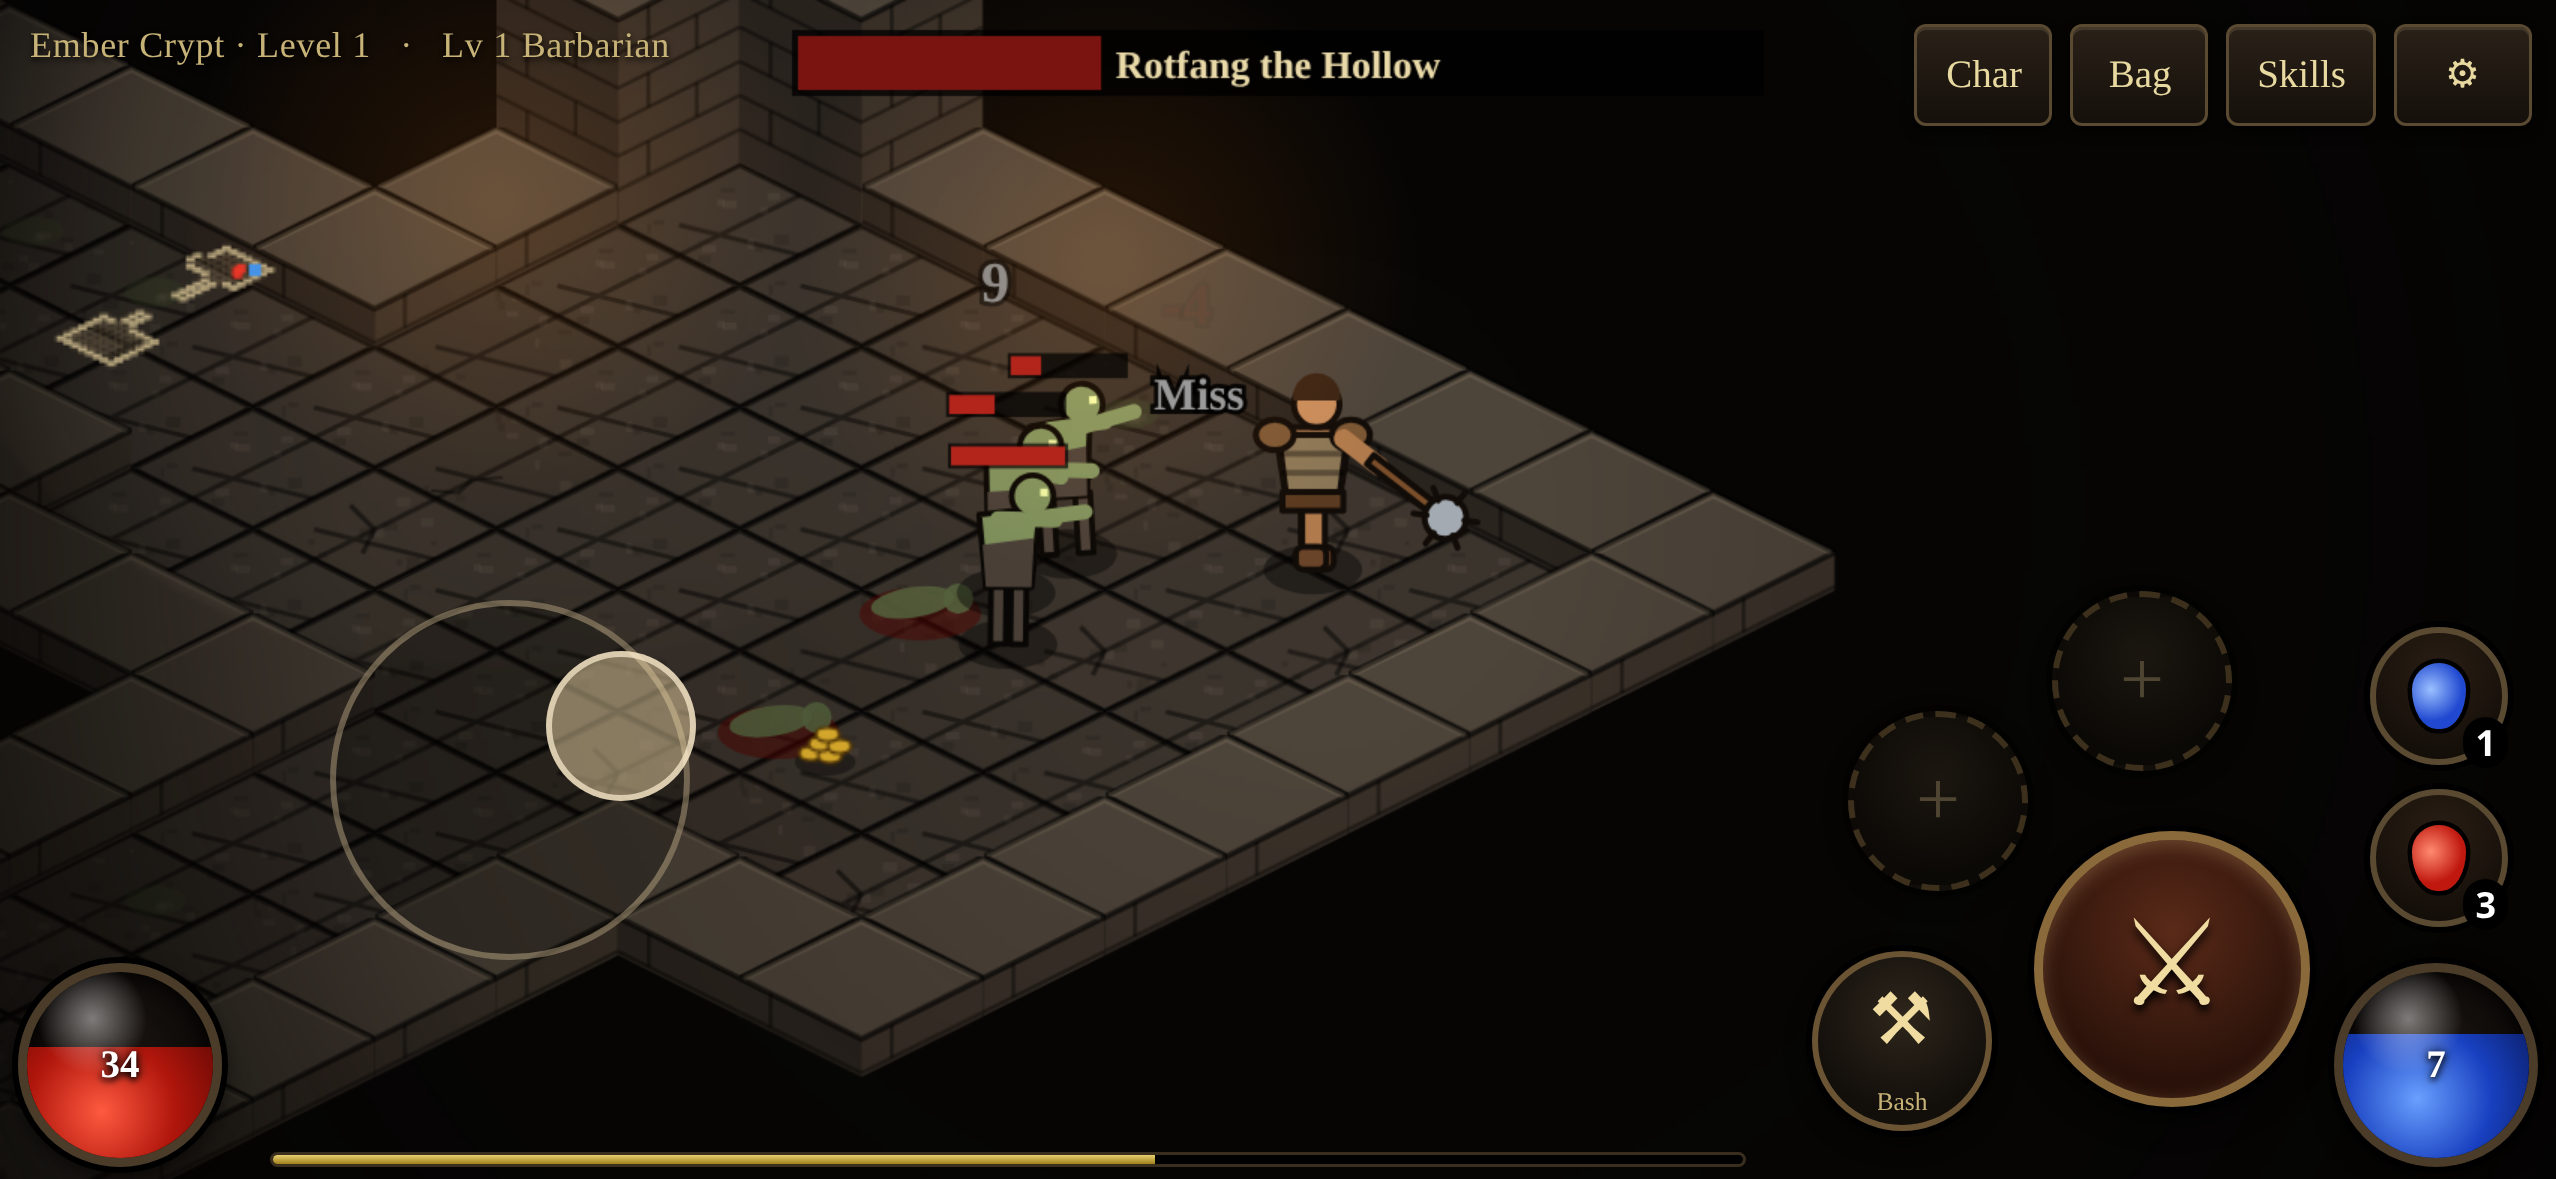 Ember Crypt · Level 1 · Lv 1 Barbarian
Rotfang the Hollow
Char
Bag
Skills
9
4
Miss
1
3
Bash
34
7